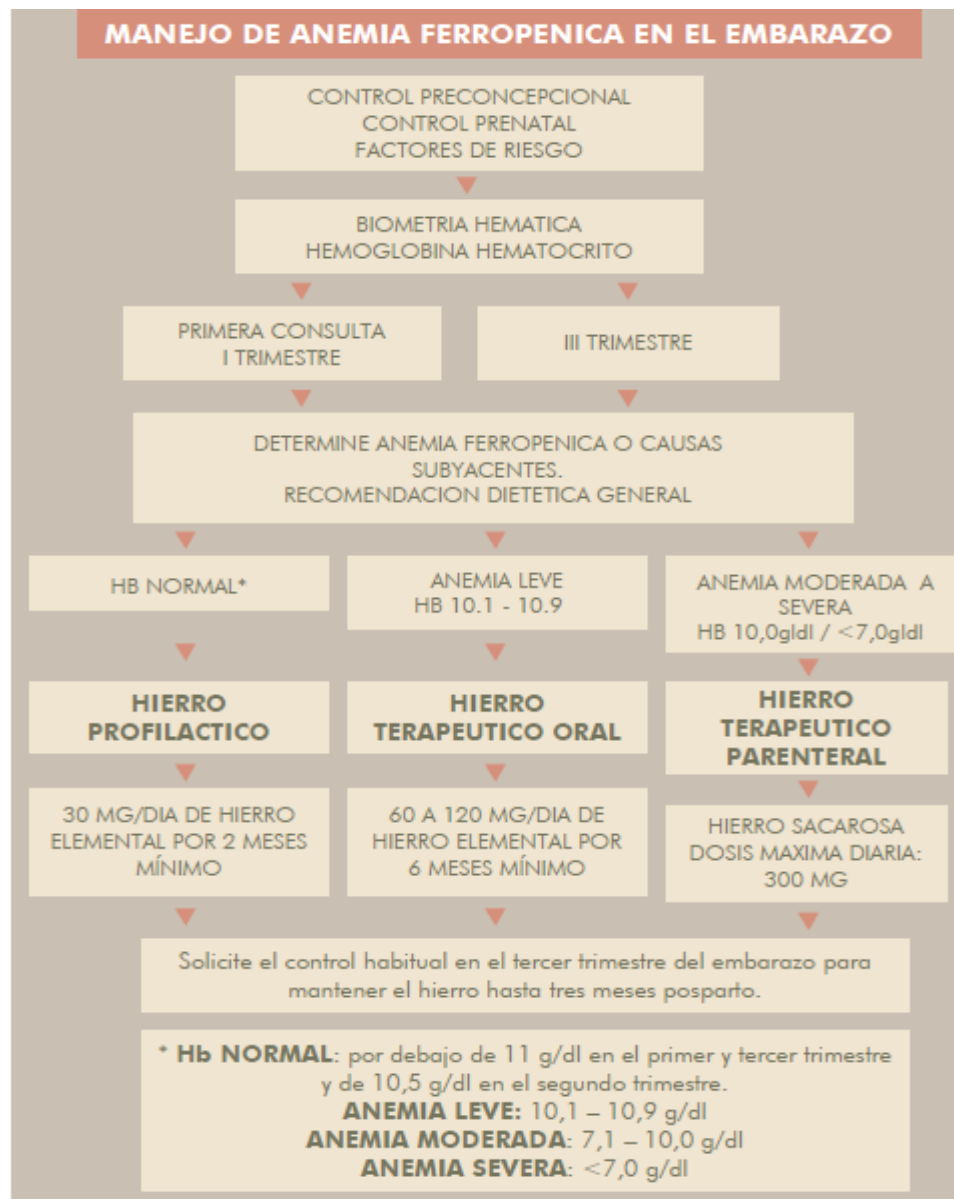 MANEJO DE ANEMIA FERROPENICA EN EL EMBARAZO
CONTROL PRECONCEPCIONAL
CONTROL PRENATAL
FACTORES DE RIESGO
BIOMETRIA HEMATICA
HEMOGLOBINA HEMATOCRITO
PRIMERA CONSULTA
I TRIMESTRE
III TRIMESTRE
DETERMINE ANEMIA FERROPENICA O CAUSAS
SUBYACENTES.
RECOMENDACION DIETETICA GENERAL
HB NORMAL*
ANEMIA LEVE
HB 10.1 - 10.9
ANEMIA MODERADA A
SEVERA
HB 10,0gldl / <7,0gldl
HIERRO
PROFILACTICO
HIERRO
TERAPEUTICO ORAL
HIERRO
TERAPEUTICO
PARENTERAL
30 MG/DIA DE HIERRO
ELEMENTAL POR 2 MESES
MÍNIMO
60 A 120 MG/DIA DE
HIERRO ELEMENTAL POR
6 MESES MÍNIMO
HIERRO SACAROSA
DOSIS MAXIMA DIARIA:
300 MG
Solicite el control habitual en el tercer trimestre del embarazo para
mantener el hierro hasta tres meses posparto.
* Hb NORMAL: por debajo de 11 g/dl en el primer y tercer trimestre
y de 10,5 g/dl en el segundo trimestre.
ANEMIA LEVE: 10,1 – 10,9 g/dl
ANEMIA MODERADA: 7,1 – 10,0 g/dl
ANEMIA SEVERA: <7,0 g/dl